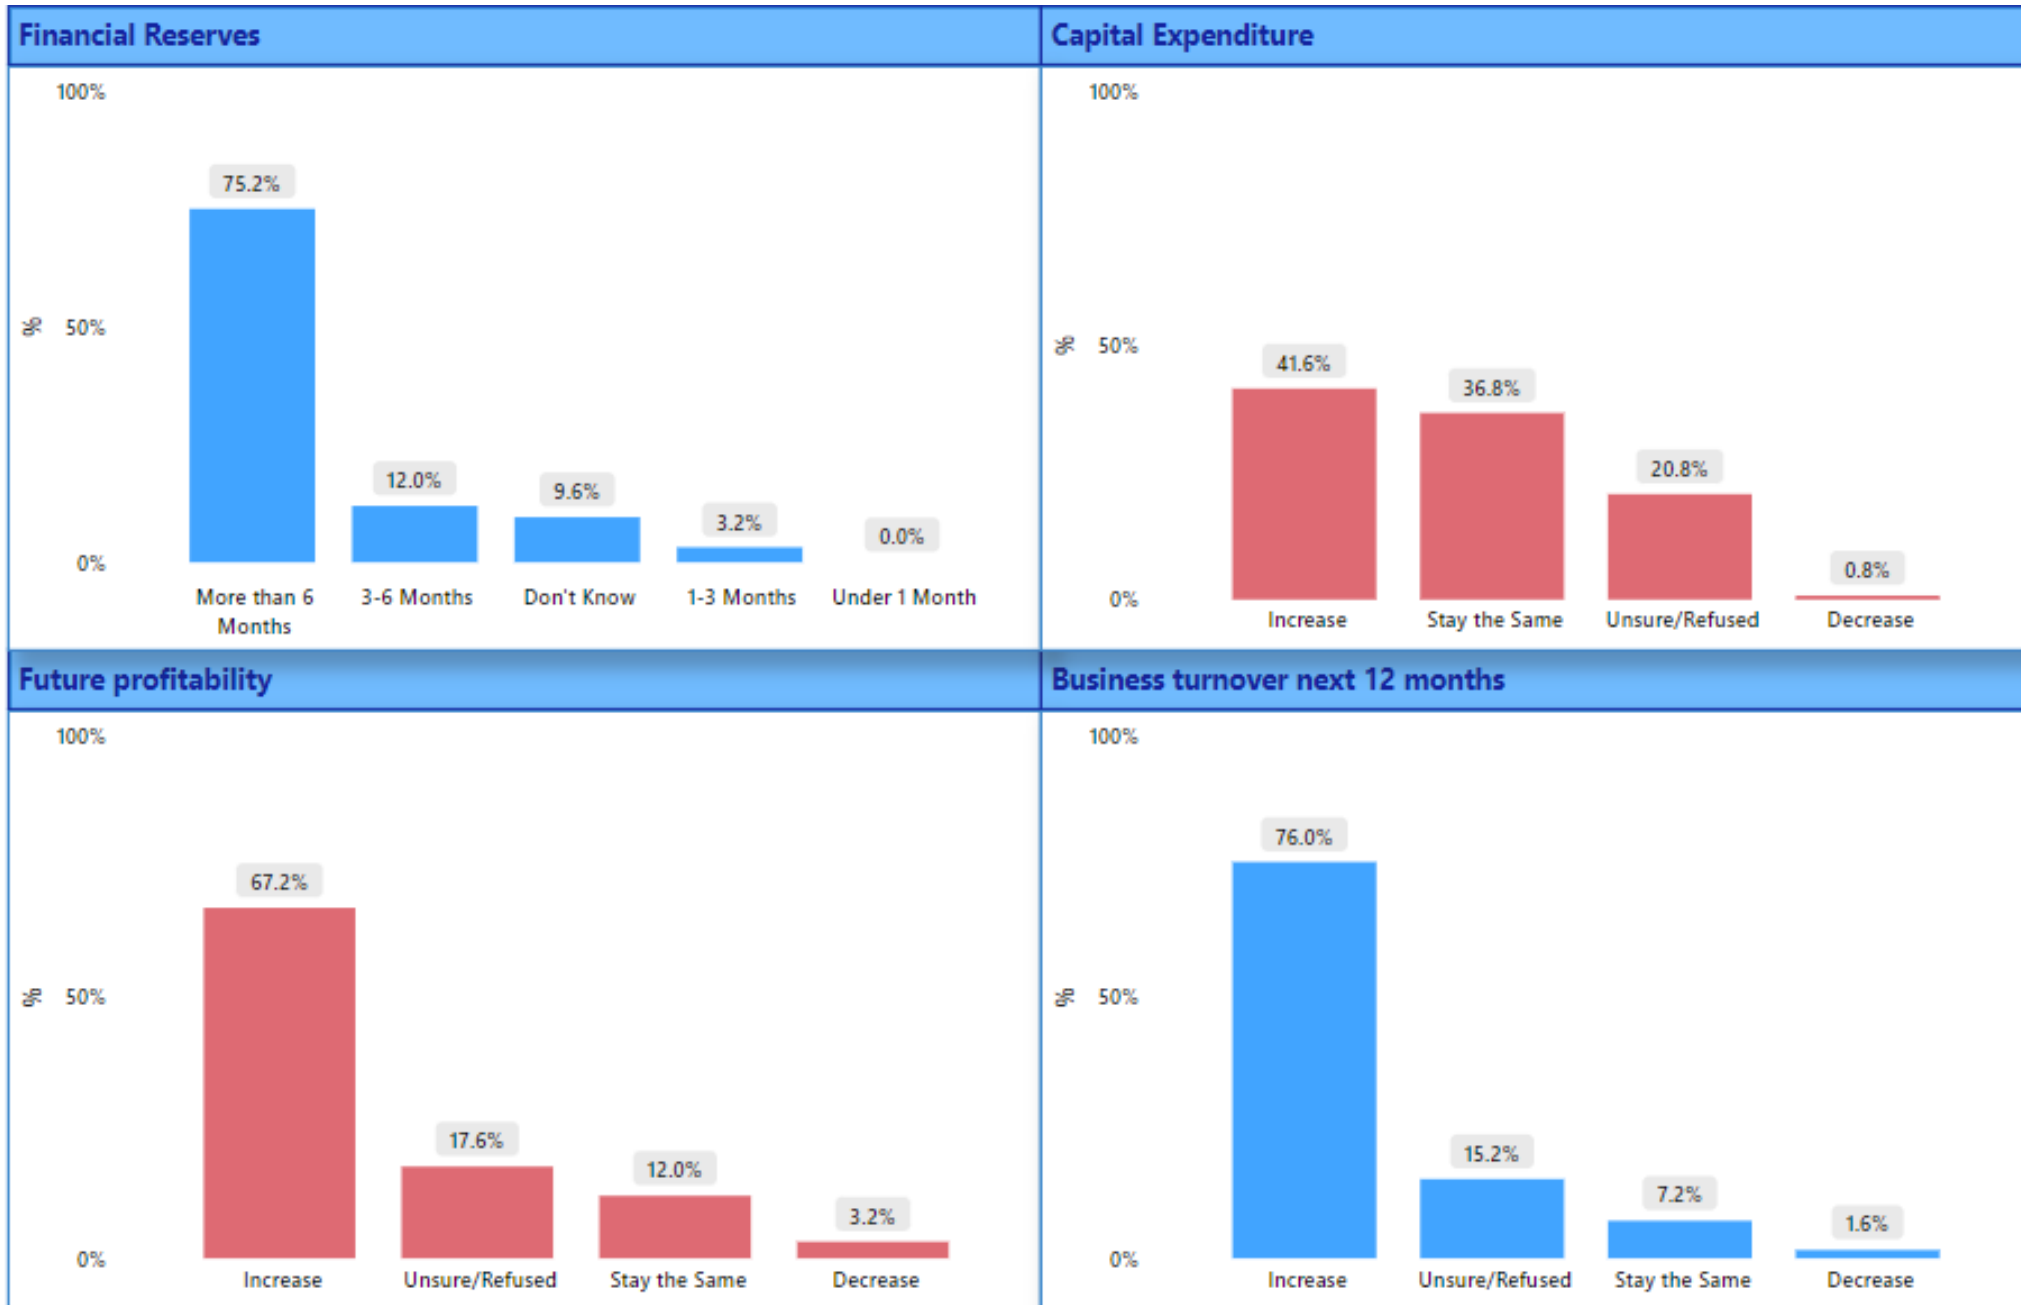 Financial Reserves
100%
50%
0%
%
75.2%
12.0%
9.6%
3.2%
0.0%
More than 6
Months
3-6 Months
Don't Know
1-3 Months
Under 1 Month
Capital Expenditure
100%
50%
0%
%
41.6%
36.8%
20.8%
0.8%
Increase
Stay the Same
Unsure/Refused
Decrease
Future profitability
100%
50%
0%
%
67.2%
17.6%
12.0%
3.2%
Increase
Unsure/Refused
Stay the Same
Decrease
Business turnover next 12 months
100%
50%
0%
%
76.0%
15.2%
7.2%
1.6%
Increase
Unsure/Refused
Stay the Same
Decrease